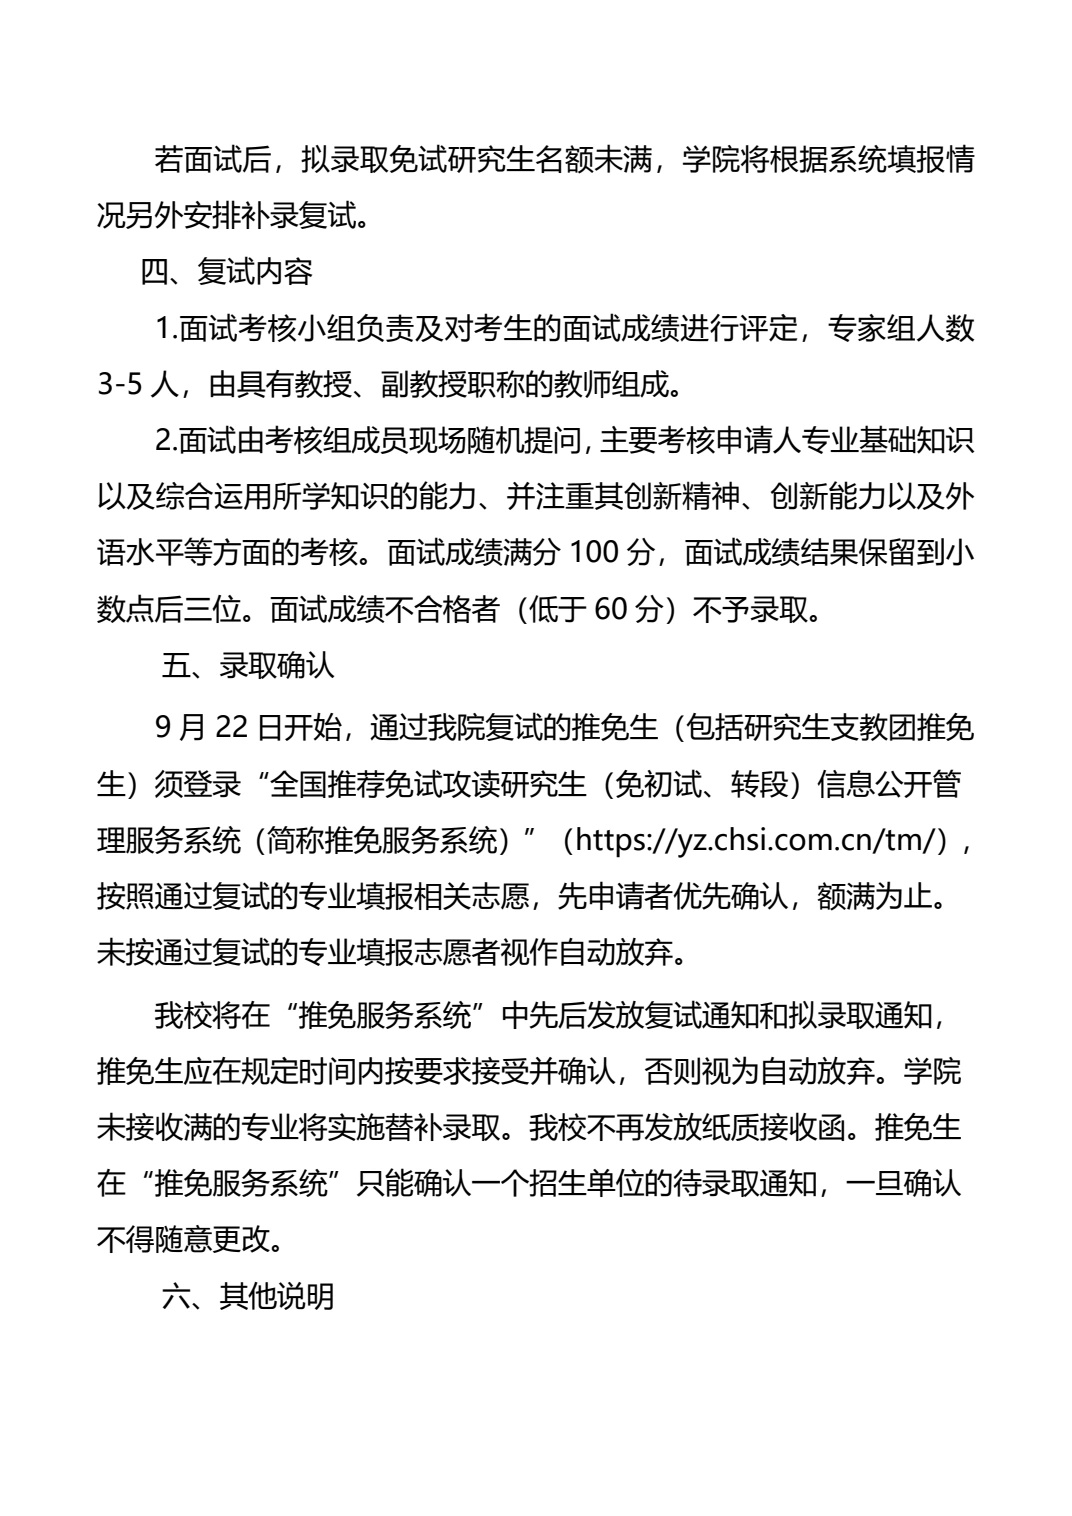 若面试后，拟录取免试研究生名额未满，学院将根据系统填报情
况另外安排补录复试。
四、复试内容
1.面试考核小组负责及对考生的面试成绩进行评定，专家组人数
3-5 人，由具有教授、副教授职称的教师组成。
2.面试由考核组成员现场随机提问，主要考核申请人专业基础知识
以及综合运用所学知识的能力、并注重其创新精神、创新能力以及外
语水平等方面的考核。面试成绩满分 100 分，面试成绩结果保留到小
数点后三位。面试成绩不合格者（低于 60 分）不予录取。
五、录取确认
9 月 22 日开始，通过我院复试的推免生（包括研究生支教团推免
生）须登录“全国推荐免试攻读研究生（免初试、转段）信息公开管
理服务系统（简称推免服务系统）”（https://yz.chsi.com.cn/tm/），
按照通过复试的专业填报相关志愿，先申请者优先确认，额满为止。
未按通过复试的专业填报志愿者视作自动放弃。
我校将在“推免服务系统”中先后发放复试通知和拟录取通知，
推免生应在规定时间内按要求接受并确认，否则视为自动放弃。学院
未接收满的专业将实施替补录取。我校不再发放纸质接收函。推免生
在“推免服务系统”只能确认一个招生单位的待录取通知，一旦确认
不得随意更改。
六、其他说明